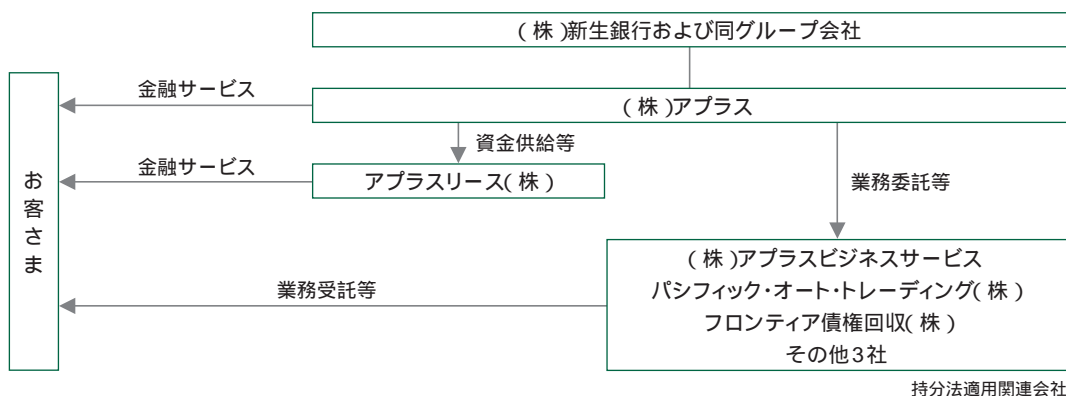 (株)新生銀行および同グループ会社
金融サービス
(株)アプラス
資金供給等
金融サービス
アプラスリース(株)
業務委託等
お客さま
(株)アプラスビジネスサービス
パシフィック・オート・トレーディング(株)
フロンティア債権回収(株)
その他3社
業務受託等
持分法適用関連会社